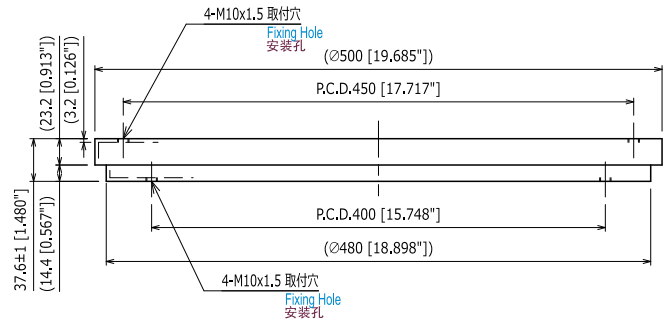 4-M10x1.5 取付穴
Fixing Hole
安装孔
(∅500 [19.685"])
P.C.D.450 [17.717"]
(23.2 [0.913"])
(3.2 [0.126"])
37.6±1 [1.480"]
(14.4 [0.567"])
P.C.D.400 [15.748"]
(∅480 [18.898"])
4-M10x1.5 取付穴
Fixing Hole
安装孔